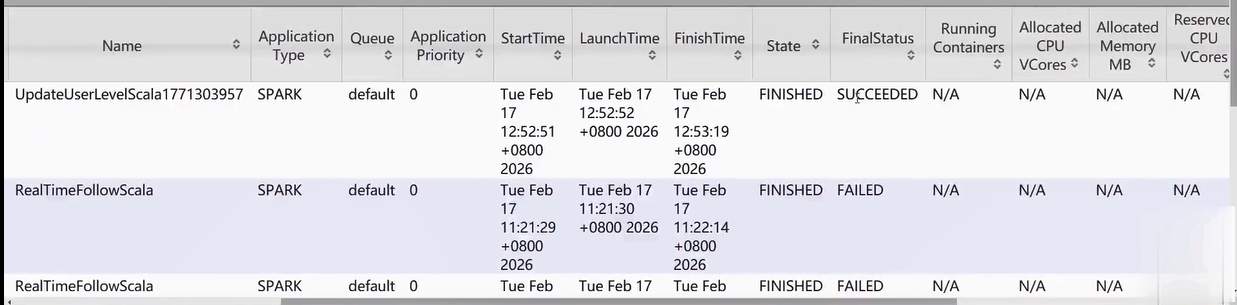 Name Application Type Queue Application Priority StartTime LaunchTime FinishTime State FinalStatus Running Containers Allocated CPU VCores Allocated Memory MB Reserved CPU VCores
UpdateUserLevelScala1771303957 SPARK default 0 Tue Feb 17 12:52:51 +0800 2026 Tue Feb 17 12:52:52 +0800 2026 Tue Feb 17 12:53:19 +0800 2026 FINISHED SUCCEEDED N/A N/A N/A N/A
RealTimeFollowScala SPARK default 0 Tue Feb 17 11:21:29 +0800 2026 Tue Feb 17 11:21:30 +0800 2026 Tue Feb 17 11:22:14 +0800 2026 FINISHED FAILED N/A N/A N/A N/A
RealTimeFollowScala SPARK default 0 Tue Feb Tue Feb 17 Tue Feb FINISHED FAILED N/A N/A N/A N/A